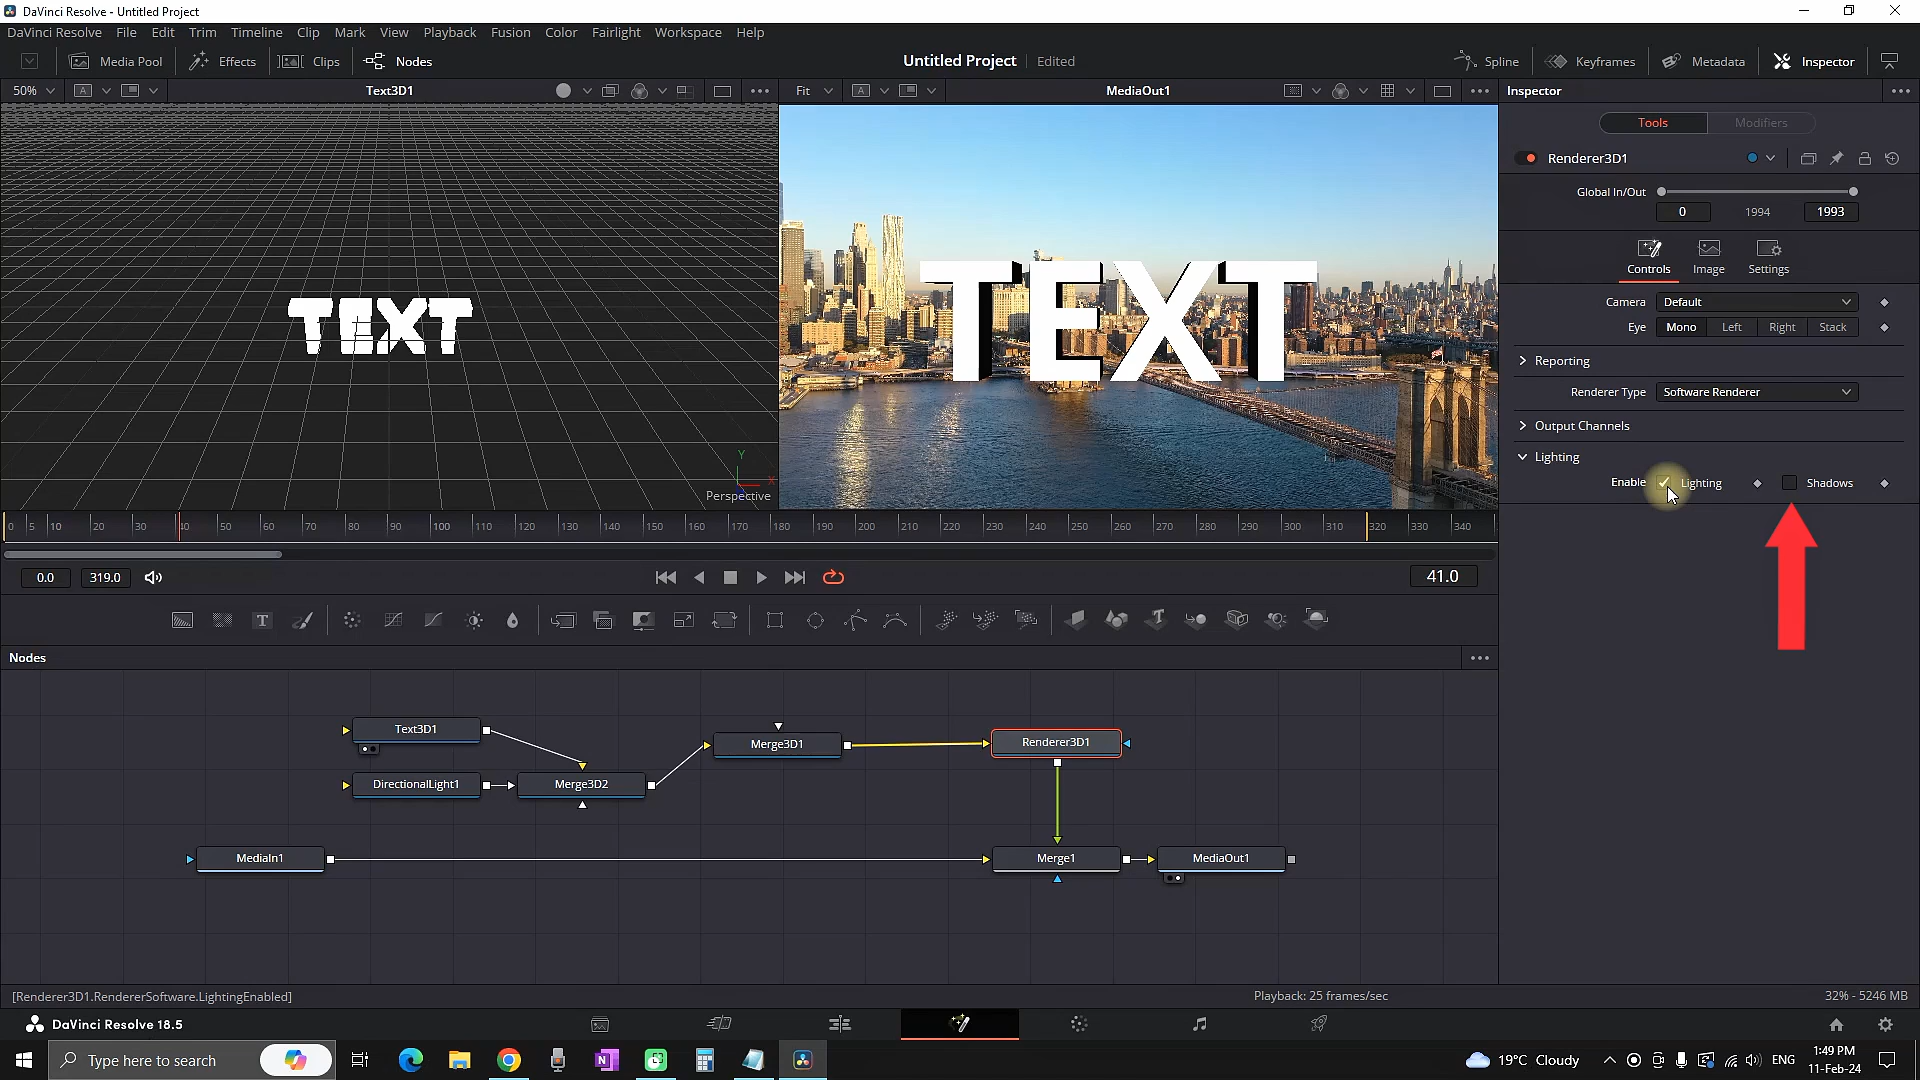 DaVinci Resolve - Untitled Project
DaVinci Resolve File Edit Trim Timeline Clip Mark View Playback Fusion Color Fairlight Workspace Help
Media Pool Effects Clips Nodes Untitled Project Edited Spline Keyframes Metadata Inspector
50% A Text3D1 Fit A MediaOut1 Inspector
Tools Modifiers
Renderer3D1
Global In/Out
0 1994 1993
Controls Image Settings
Camera Default
Eye Mono Left Right Stack
Reporting
Renderer Type Software Renderer
Output Channels
Lighting
Enable Lighting Shadows
TEXT
TEXT
Y
X
Perspective
0 5 10 20 30 40 50 60 70 80 90 100 110 120 130 140 150 160 170 180 190 200 210 220 230 240 250 260 270 280 290 300 310 320 330 340
0.0 319.0 41.0
T T
Nodes
Text3D1
Merge3D1
Renderer3D1
DirectionalLight1
Merge3D2
MediaIn1
Merge1
MediaOut1
[Renderer3D1.RendererSoftware.LightingEnabled] Playback: 25 frames/sec 32% - 5246 MB
DaVinci Resolve 18.5
Type here to search 19°C Cloudy ENG 1:49 PM
11-Feb-24